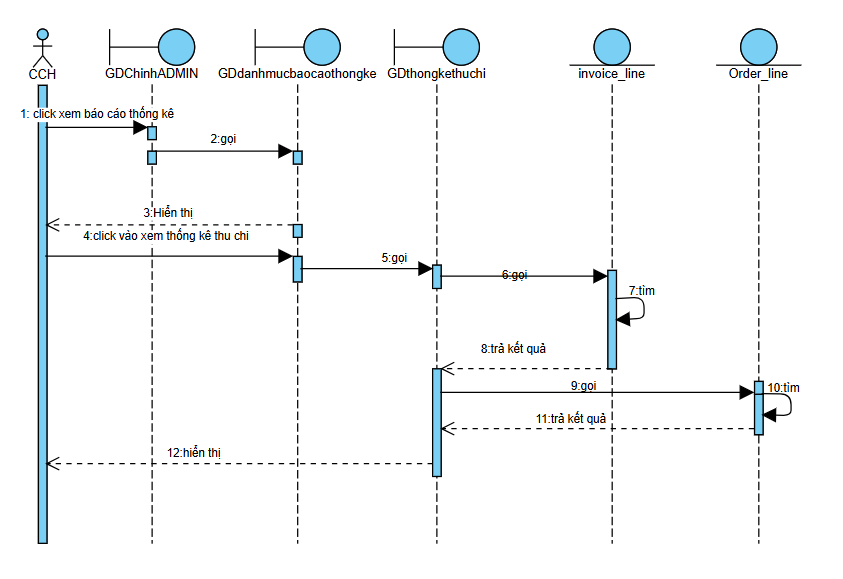 CCH
GDChinhADMIN
GDdanhmucbaocaothongke
GDthongkethuchi
invoice_line
Order_line
1: click xem báo cáo thống kê
2:gọi
3:Hiển thị
4:click vào xem thống kê thu chi
5:gọi
6:gọi
7:tìm
8:trả kết quả
9:gọi
10:tìm
11:trả kết quả
12:hiển thị